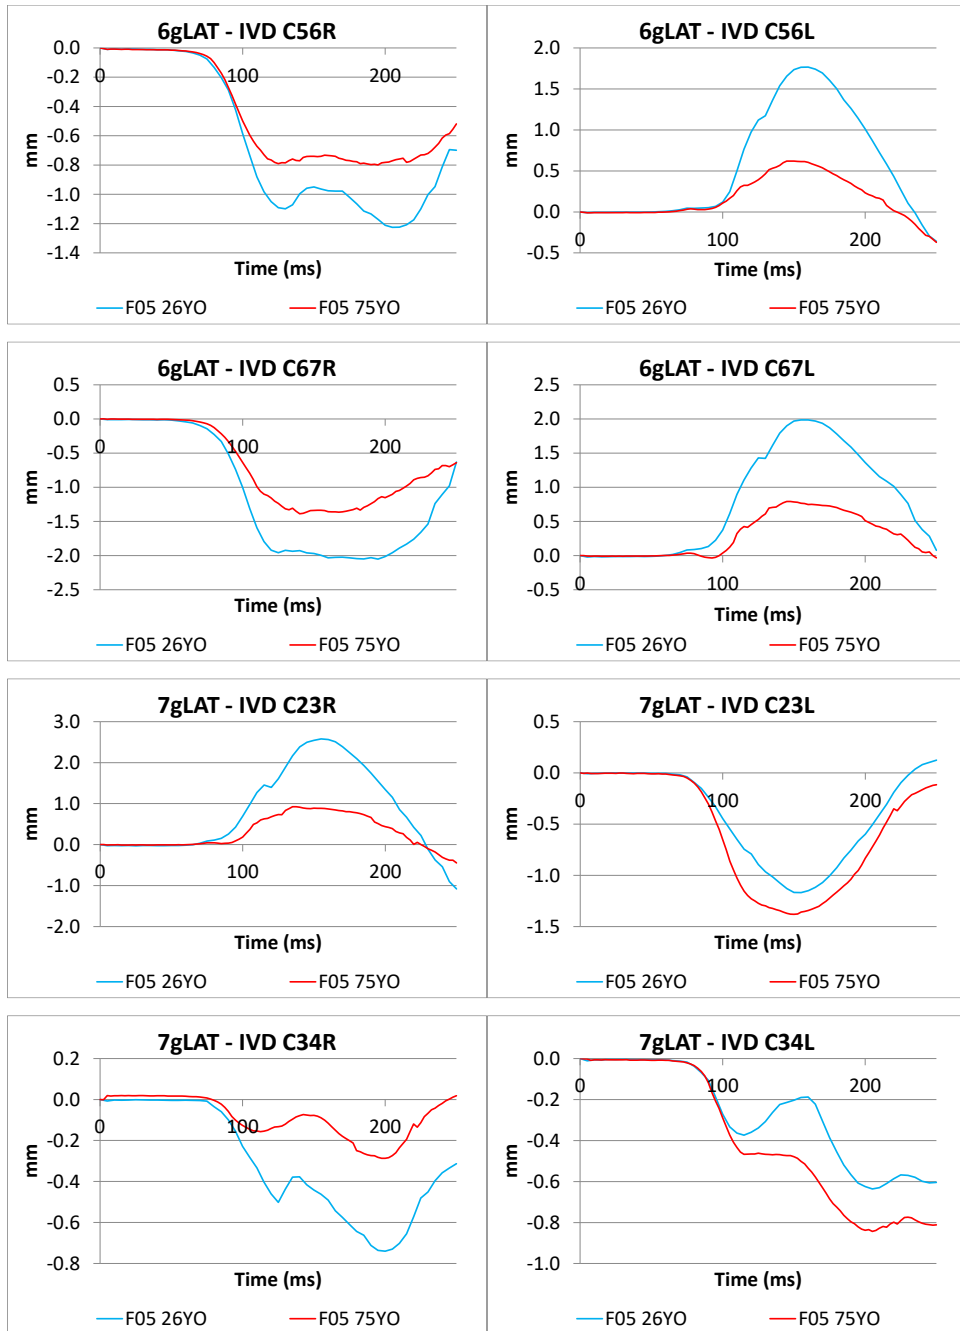 6gLAT - IVD C56R
0.0
-0.2
-0.4
-0.6
-0.8
-1.0
-1.2
-1.4
0
100
200
mm
Time (ms)
F05 26YO
F05 75YO
6gLAT - IVD C56L
2.0
1.5
1.0
0.5
0.0
-0.5
0
100
200
mm
Time (ms)
F05 26YO
F05 75YO
6gLAT - IVD C67R
0.5
0.0
-0.5
-1.0
-1.5
-2.0
-2.5
0
100
200
mm
Time (ms)
F05 26YO
F05 75YO
6gLAT - IVD C67L
2.5
2.0
1.5
1.0
0.5
0.0
-0.5
0
100
200
mm
Time (ms)
F05 26YO
F05 75YO
7gLAT - IVD C23R
3.0
2.0
1.0
0.0
-1.0
-2.0
0
100
200
mm
Time (ms)
F05 26YO
F05 75YO
7gLAT - IVD C23L
0.5
0.0
-0.5
-1.0
-1.5
0
100
200
mm
Time (ms)
F05 26YO
F05 75YO
7gLAT - IVD C34R
0.2
0.0
-0.2
-0.4
-0.6
-0.8
0
100
200
mm
Time (ms)
F05 26YO
F05 75YO
7gLAT - IVD C34L
0.0
-0.2
-0.4
-0.6
-0.8
-1.0
0
100
200
mm
Time (ms)
F05 26YO
F05 75YO